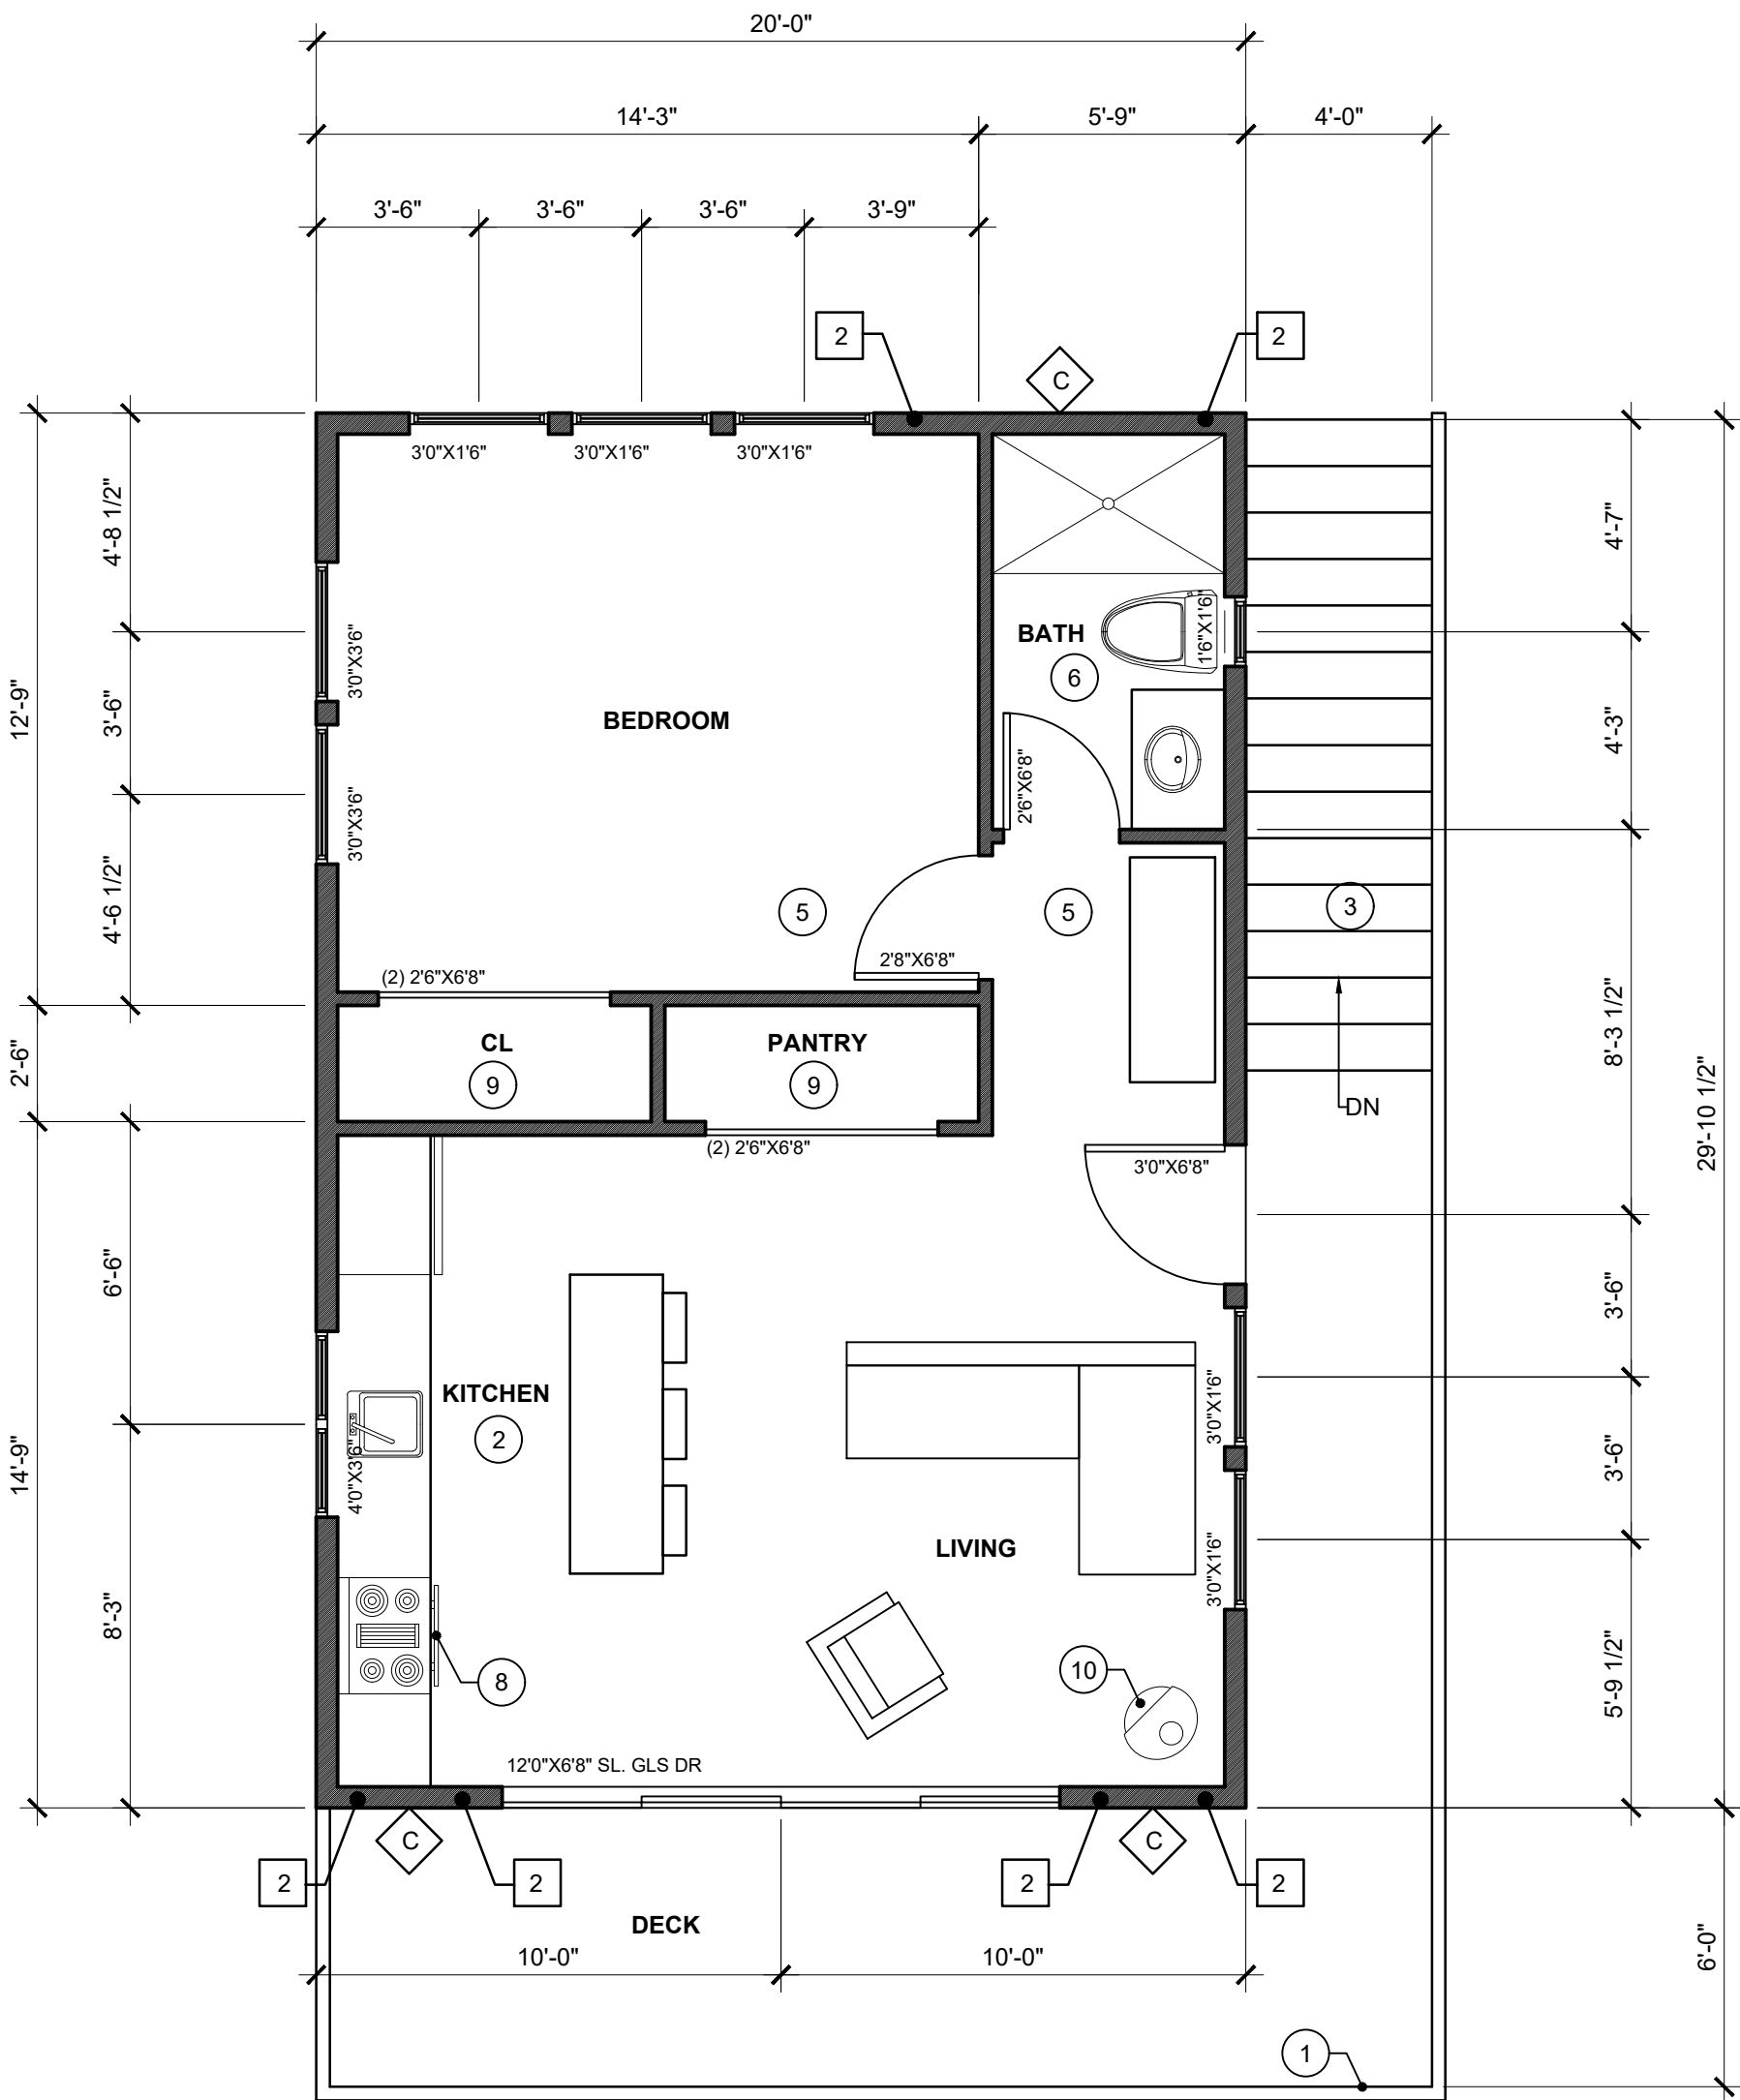 20'-0"
14'-3"
5'-9"
4'-0"
3'-6"
3'-6"
3'-6"
3'-9"
2
2
C
3'0"X1'6"
3'0"X1'6"
3'0"X1'6"
4'-8 1/2"
4'-7"
3'0"X3'6"
BATH
1'6"X1'6"
6
12'-9"
3'-6"
BEDROOM
4'-3"
2'6"X6'8"
3'0"X3'6"
4'-6 1/2"
5
5
3
2'8"X6'8"
(2) 2'6"X6'8"
8'-3 1/2"
2'-6"
CL
PANTRY
9
9
DN
29'-10 1/2"
(2) 2'6"X6'8"
3'0"X6'8"
6'-6"
3'-6"
KITCHEN
3'0"X1'6"
2
14'-9"
4'0"X3'6"
3'-6"
LIVING
3'0"X1'6"
8'-3"
5'-9 1/2"
8
10
12'0"X6'8" SL. GLS DR
C
C
2
2
2
2
DECK
10'-0"
10'-0"
6'-0"
1